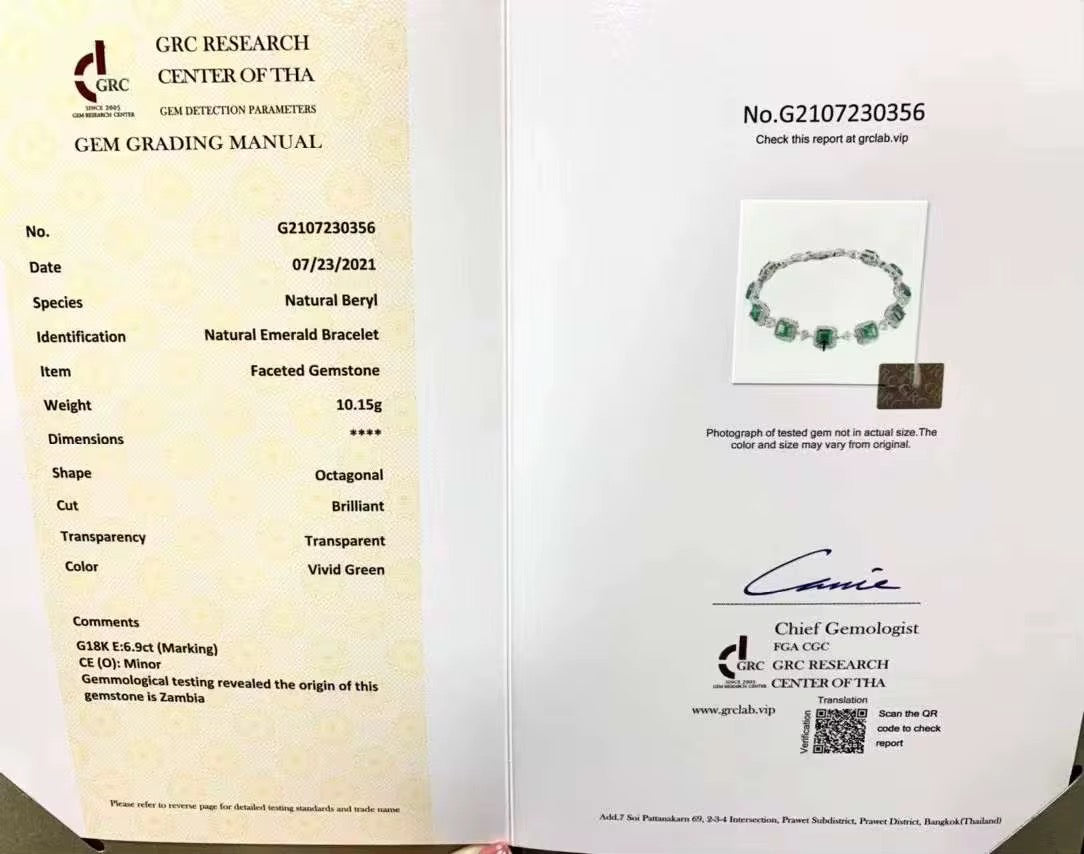 GRC RESEARCH
CENTER OF THA
GRC
SINCE 2005
GEM RESEARCH CENTER
GEM DETECTION PARAMETERS
GEM GRADING MANUAL
No. G2107230356
Date 07/23/2021
Species Natural Beryl
Identification Natural Emerald Bracelet
Item Faceted Gemstone
Weight 10.15g
Dimensions ****
Shape Octagonal
Cut Brilliant
Transparency Transparent
Color Vivid Green
Comments
G18K E:6.9ct (Marking)
CE (O): Minor
Gemmological testing revealed the origin of this
gemstone is Zambia
Please refer to reverse page for detailed testing standards and trade name
No.G2107230356
Check this report at grclab.vip
Photograph of tested gem not in actual size.The
color and size may vary from original.
Chief Gemologist
FGA CGC
GRC
SINCE 2005
GEM RESEARCH CENTER
GRC RESEARCH
CENTER OF THA
www.grclab.vip
Translation
Verification
Scan the QR
code to check
report
Add.7 Soi Pattanakarn 69, 2-3-4 Intersection, Prawet Subdistrict, Prawet District, Bangkok(Thailand)